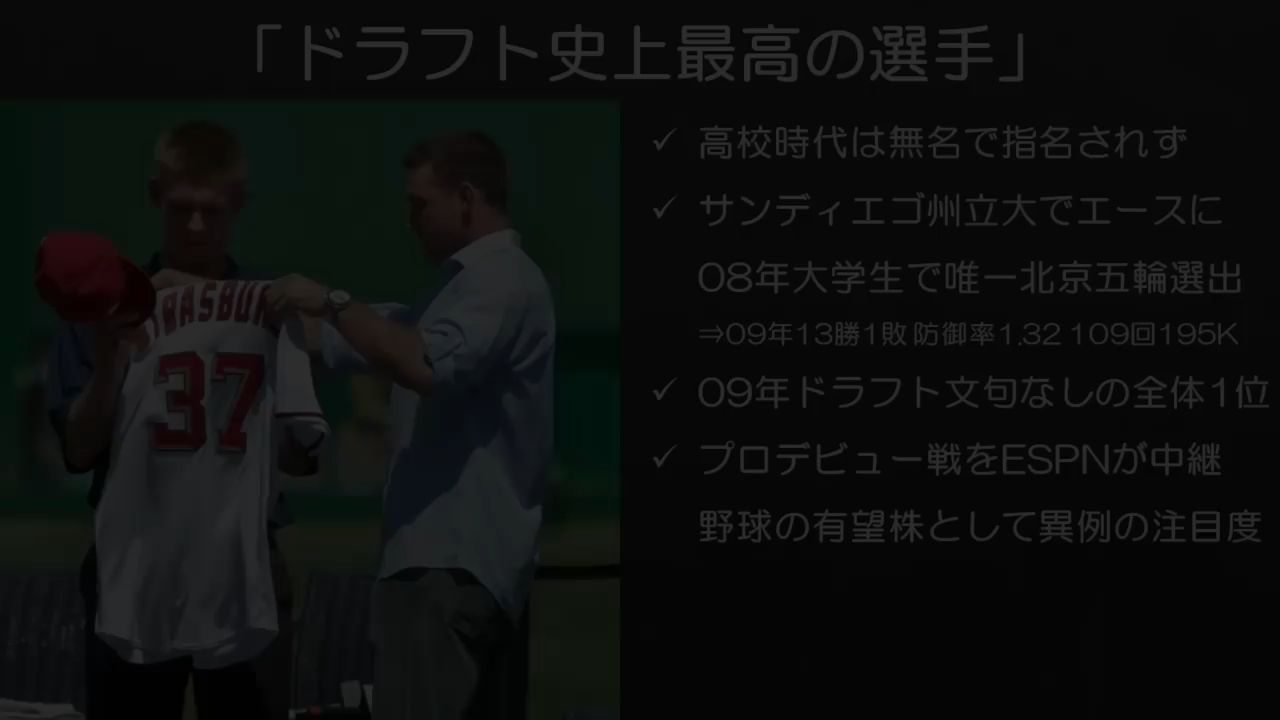 「ドラフト史上最高の選手」
✓ 高校時代は無名で指名されず
✓ サンディエゴ州立大でエースに
08年大学生で唯一北京五輪選出
⇒09年13勝1敗 防御率1.32 109回195K
✓ 09年ドラフト文句なしの全体1位
✓ プロデビュー戦をESPNが中継
野球の有望株として異例の注目度
RASBUR
37